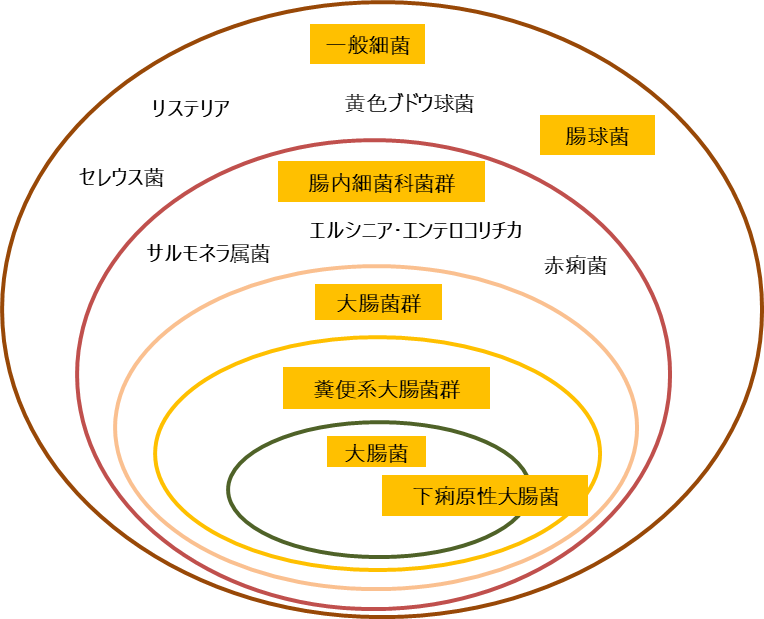 一般細菌
リステリア
黄色ブドウ球菌
腸球菌
セレウス菌
腸内細菌科菌群
エルシニア・エンテロコリチカ
サルモネラ属菌
赤痢菌
大腸菌群
糞便系大腸菌群
大腸菌
下痢原性大腸菌